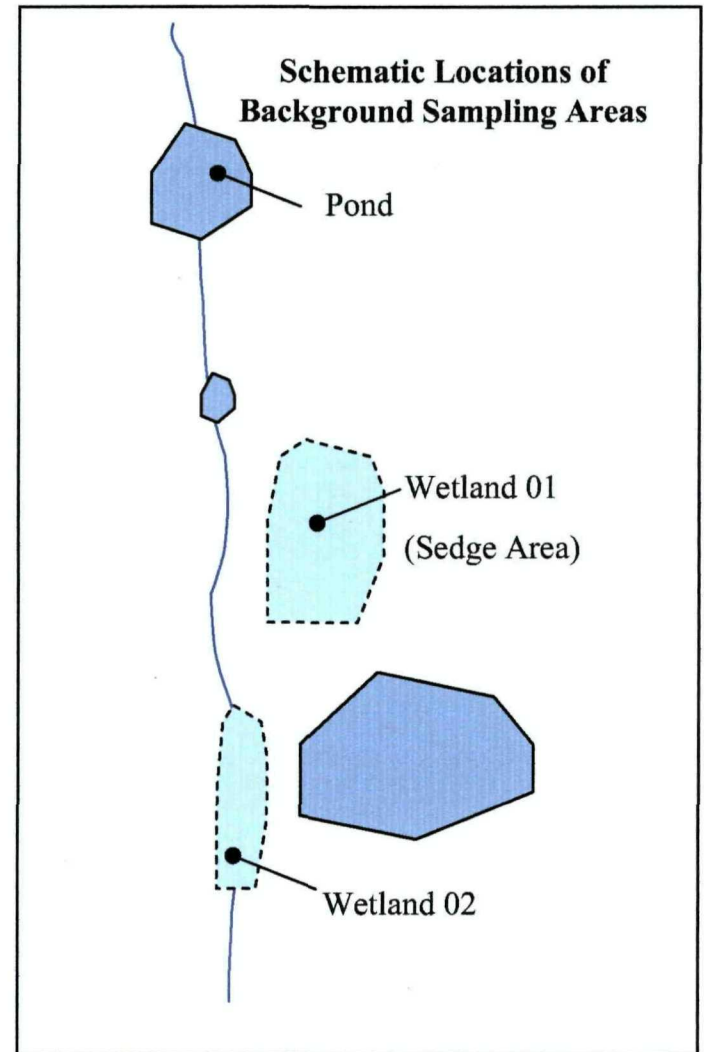 Schematic Locations of
Background Sampling Areas
Pond
Wetland 01
(Sedge Area)
Wetland 02